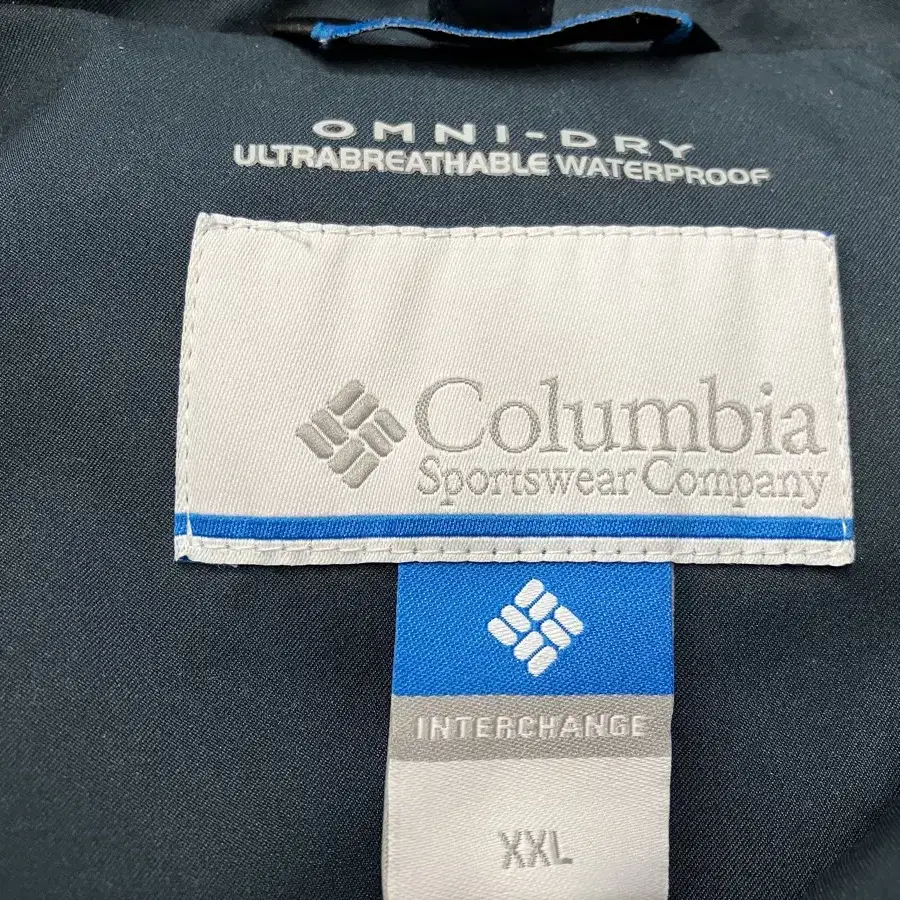 OMNI-DRY
ULTRABREATHABLE WATERPROOF
Columbia
Sportswear Company
INTERCHANGE
XXL